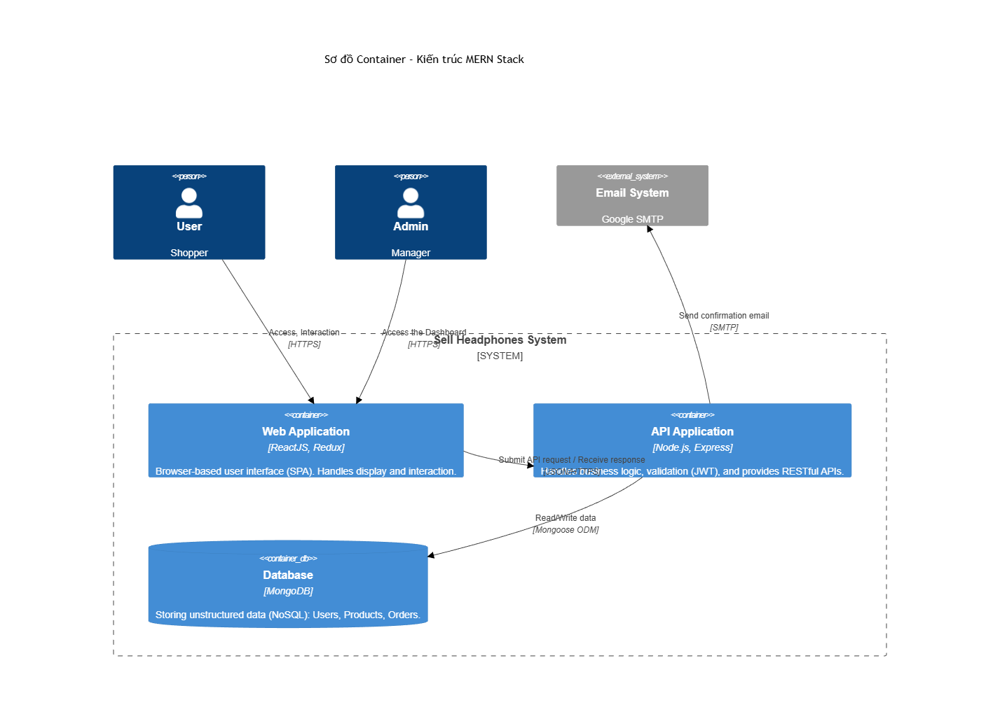 Sơ đồ Container - Kiến trúc MERN Stack
<<person>>
User
Shopper
<<person>>
Admin
Manager
<<external_system>>
Email System
Google SMTP
Access, Interaction
[HTTPS]
Access the Dashboard
[HTTPS]
Send confirmation email
[SMTP]
Sell Headphones System
[SYSTEM]
<<container>>
Web Application
[ReactJS, Redux]
Browser-based user interface (SPA). Handles display and interaction.
Submit API request / Receive response
<<container>>
API Application
[Node.js, Express]
Handles business logic, validation (JWT), and provides RESTful APIs.
Read/Write data
[Mongoose ODM]
<<container_db>>
Database
[MongoDB]
Storing unstructured data (NoSQL): Users, Products, Orders.